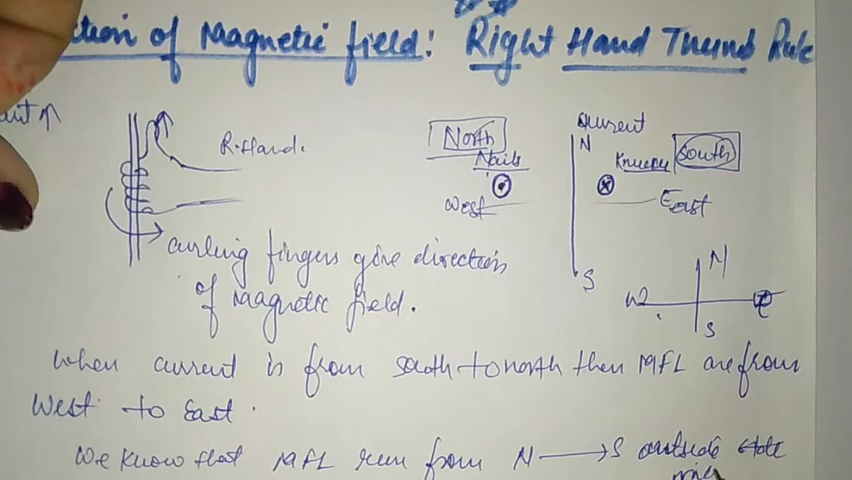 ction of Magnetic field: Right Hand Thumb Rule
R.Hand.
North
Nails
West
Current
N
S
South
East
N
W
E
S
curling fingers give direction
of Magnetic field.
When current is from south to north then MFL are from
West to East.
We know that MFL run from N → S outside